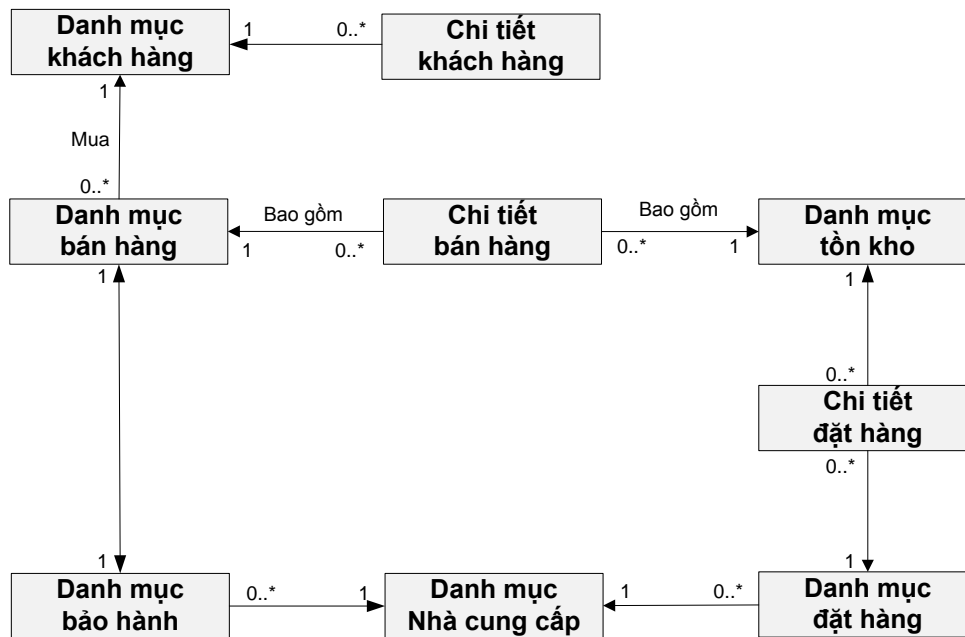 Danh mục
khách hàng
1
0..*
Chi tiết
khách hàng
1
Mua
0..*
Danh mục
bán hàng
Bao gồm
1
0..*
Chi tiết
bán hàng
Bao gồm
0..*
1
Danh mục
tồn kho
1
1
0..*
Chi tiết
đặt hàng
0..*
1
1
Danh mục
bảo hành
0..*
1
Danh mục
Nhà cung cấp
1
0..*
Danh mục
đặt hàng